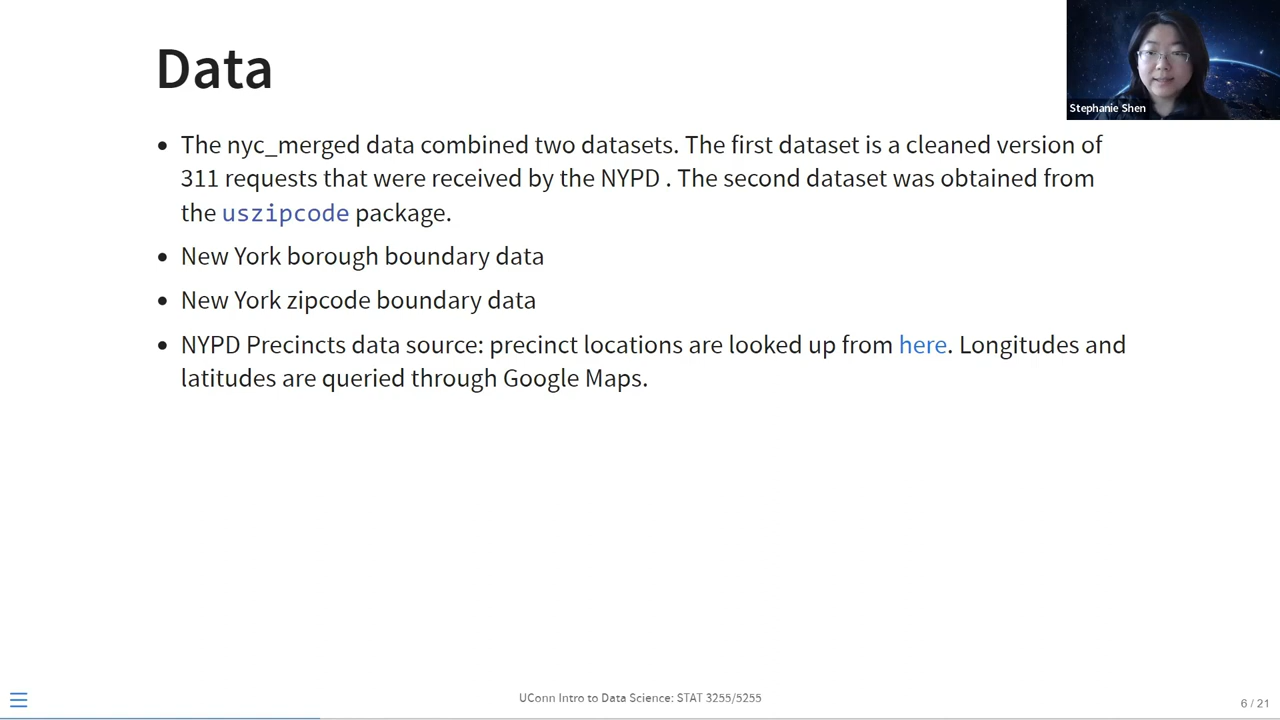 Data
Stephanie Shen
• The nyc_merged data combined two datasets. The first dataset is a cleaned version of
311 requests that were received by the NYPD . The second dataset was obtained from
the uszipcode package.
• New York borough boundary data
• New York zipcode boundary data
• NYPD Precincts data source: precinct locations are looked up from here. Longitudes and
latitudes are queried through Google Maps.
UConn Intro to Data Science: STAT 3255/5255
6 / 21